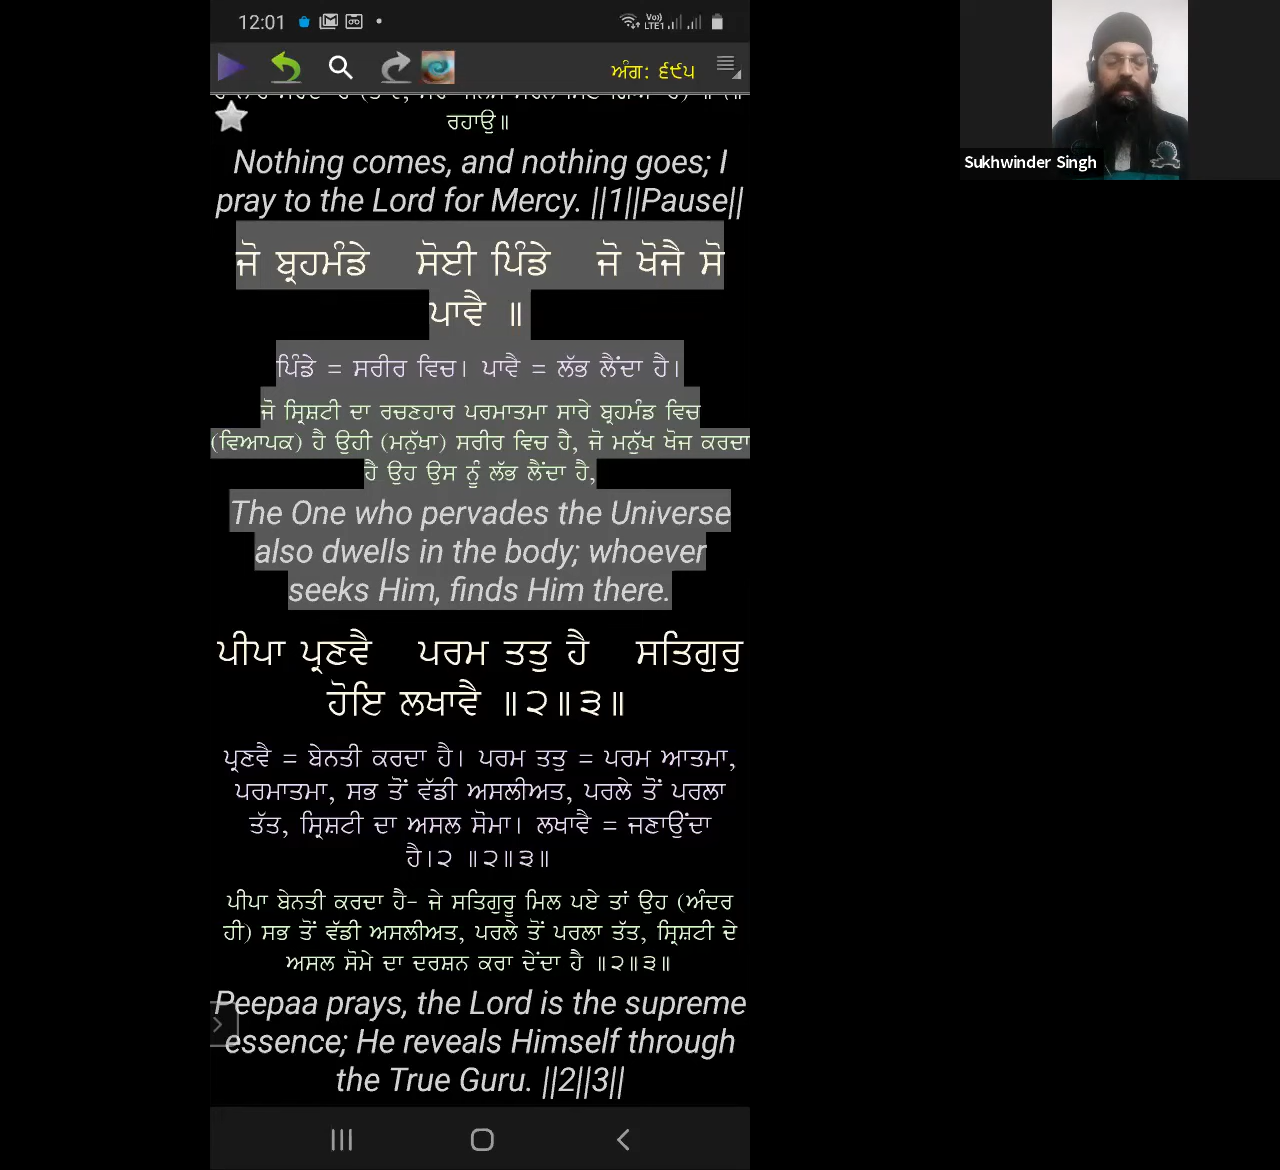 12:01
Vo)) LTE1
ਅੰਗ: ੬੯੫
ਰਹਾਉ॥
Nothing comes, and nothing goes; I
pray to the Lord for Mercy. ||1||Pause||
ਜੋ ਬ੍ਰਹਮੰਡੇ ਸੋਈ ਪਿੰਡੇ ਜੋ ਖੋਜੈ ਸੋ
ਪਾਵੈ ॥
ਪਿੰਡੇ = ਸਰੀਰ ਵਿਚ। ਪਾਵੈ = ਲੱਭ ਲੈਂਦਾ ਹੈ।
ਜੋ ਸ੍ਰਿਸ਼ਟੀ ਦਾ ਰਚਣਹਾਰ ਪਰਮਾਤਮਾ ਸਾਰੇ ਬ੍ਰਹਮੰਡ ਵਿਚ
(ਵਿਆਪਕ) ਹੈ ਉਹੀ (ਮਨੁੱਖਾ) ਸਰੀਰ ਵਿਚ ਹੈ, ਜੋ ਮਨੁੱਖ ਖੋਜ ਕਰਦਾ
ਹੈ ਉਹ ਉਸ ਨੂੰ ਲੱਭ ਲੈਂਦਾ ਹੈ,
The One who pervades the Universe
also dwells in the body; whoever
seeks Him, finds Him there.
ਪੀਪਾ ਪ੍ਰਣਵੈ ਪਰਮ ਤਤੁ ਹੈ ਸਤਿਗੁਰੁ
ਹੋਇ ਲਖਾਵੈ ॥੨॥੩॥
ਪ੍ਰਣਵੈ = ਬੇਨਤੀ ਕਰਦਾ ਹੈ। ਪਰਮ ਤਤੁ = ਪਰਮ ਆਤਮਾ,
ਪਰਮਾਤਮਾ, ਸਭ ਤੋਂ ਵੱਡੀ ਅਸਲੀਅਤ, ਪਰਲੇ ਤੋਂ ਪਰਲਾ
ਤੱਤ, ਸ੍ਰਿਸ਼ਟੀ ਦਾ ਅਸਲ ਸੋਮਾ। ਲਖਾਵੈ = ਜਣਾਉਂਦਾ
ਹੈ।੨ ॥੨॥੩॥
ਪੀਪਾ ਬੇਨਤੀ ਕਰਦਾ ਹੈ- ਜੇ ਸਤਿਗੁਰੂ ਮਿਲ ਪਏ ਤਾਂ ਉਹ (ਅੰਦਰ
ਹੀ) ਸਭ ਤੋਂ ਵੱਡੀ ਅਸਲੀਅਤ, ਪਰਲੇ ਤੋਂ ਪਰਲਾ ਤੱਤ, ਸ੍ਰਿਸ਼ਟੀ ਦੇ
ਅਸਲ ਸੋਮੇ ਦਾ ਦਰਸ਼ਨ ਕਰਾ ਦੇਂਦਾ ਹੈ ॥੨॥੩॥
Peepaa prays, the Lord is the supreme
essence; He reveals Himself through
the True Guru. ||2||3||
Sukhwinder Singh